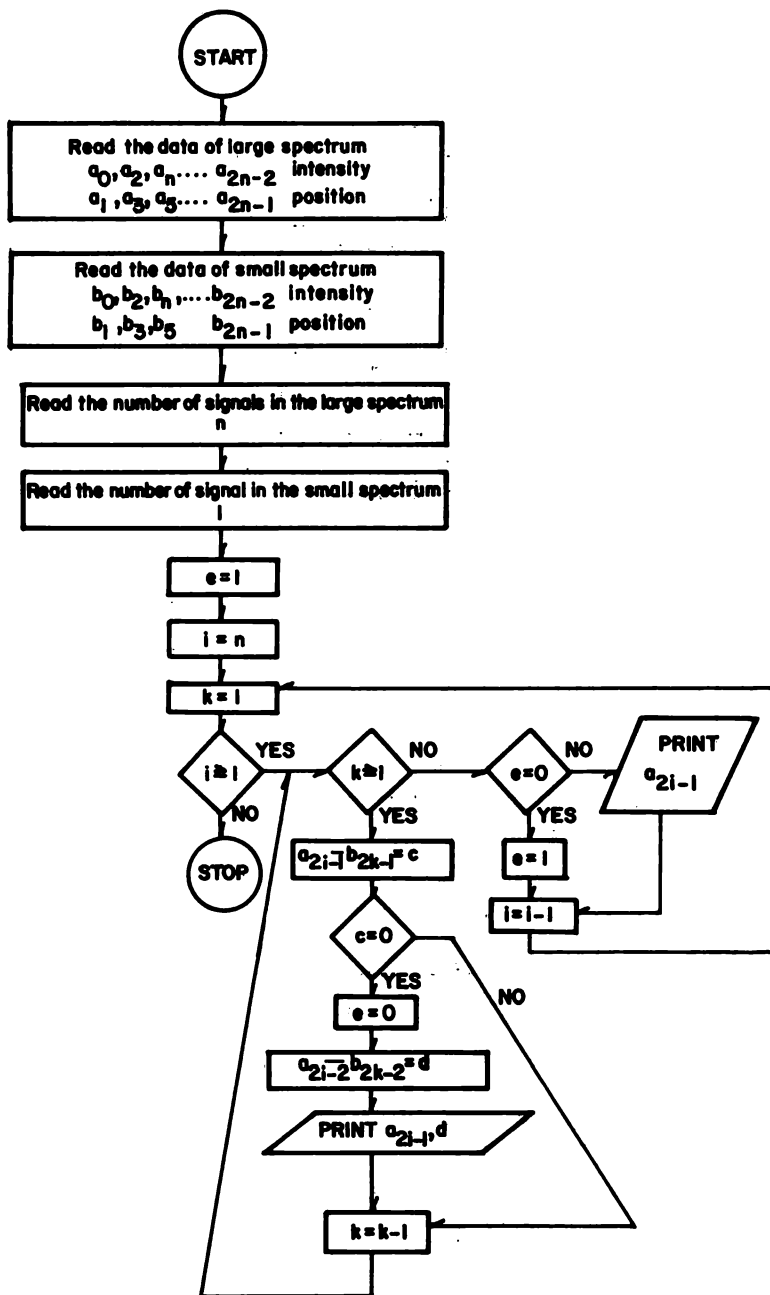 START
Read the data of large spectrum
a₀, a₂, aₙ.... a₂ₙ₋₂ intensity
a₁, a₃, a₅.... a₂ₙ₋₁ position
Read the data of small spectrum
b₀, b₂, bₙ,....b₂ₙ₋₂ intensity
b₁, b₃, b₅ b₂ₙ₋₁ position
Read the number of signals in the large spectrum
n
Read the number of signal in the small spectrum
l
e = l
i = n
k = l
i ≧ l
YES
NO
STOP
k ≧ l
NO
YES
e = 0
NO
YES
PRINT
a₂ᵢ₋₁
e = l
i = i - l
a₂ᵢ₋₁ - b₂ₖ₋₁ = c
c = 0
YES
NO
e = 0
a₂ᵢ₋₂ - b₂ₖ₋₂ = d
PRINT a₂ᵢ₋₁, d
k = k - l